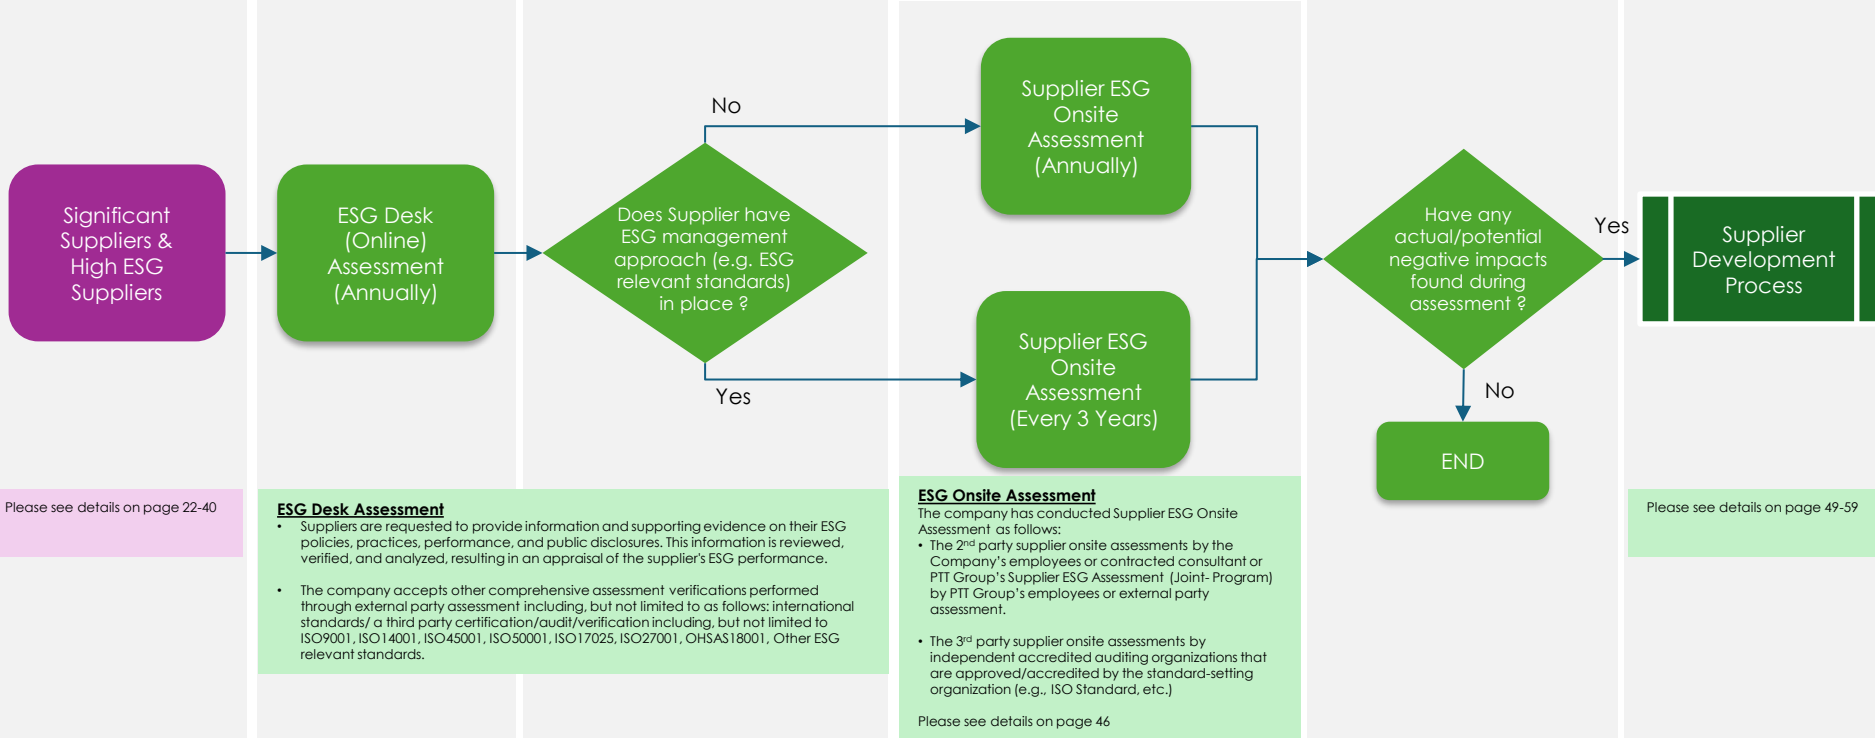 Significant
Suppliers &
High ESG
Suppliers
ESG Desk
(Online)
Assessment
(Annually)
Does Supplier have
ESG management
approach (e.g. ESG
relevant standards)
in place ?
No
Yes
Supplier ESG
Onsite
Assessment
(Annually)
Supplier ESG
Onsite
Assessment
(Every 3 Years)
Have any
actual/potential
negative impacts
found during
assessment ?
Yes
No
END
Supplier
Development
Process
Please see details on page 22-40
ESG Desk Assessment
• Suppliers are requested to provide information and supporting evidence on their ESG
policies, practices, performance, and public disclosures. This information is reviewed,
verified, and analyzed, resulting in an appraisal of the supplier's ESG performance.
• The company accepts other comprehensive assessment verifications performed
through external party assessment including, but not limited to as follows: international
standards/ a third party certification/audit/verification including, but not limited to
ISO9001, ISO14001, ISO45001, ISO50001, ISO17025, ISO27001, OHSAS18001, Other ESG
relevant standards.
ESG Onsite Assessment
The company has conducted Supplier ESG Onsite
Assessment as follows:
• The 2nd party supplier onsite assessments by the
Company’s employees or contracted consultant or
PTT Group’s Supplier ESG Assessment (Joint- Program)
by PTT Group’s employees or external party
assessment.
• The 3rd party supplier onsite assessments by
independent accredited auditing organizations that
are approved/accredited by the standard-setting
organization (e.g., ISO Standard, etc.)
Please see details on page 46
Please see details on page 49-59